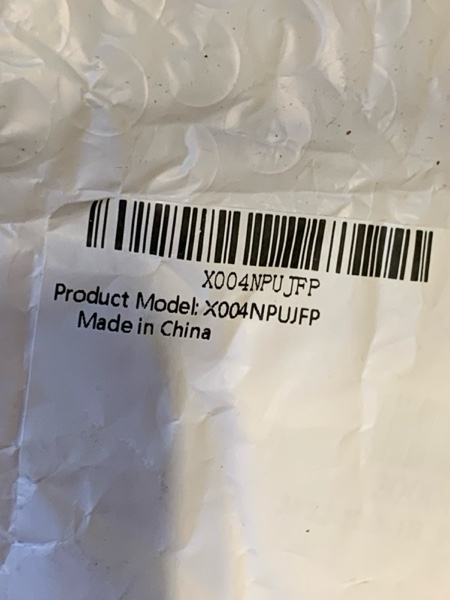 X004NPUJFP
Product Model: X004NPUJFP
Made in China